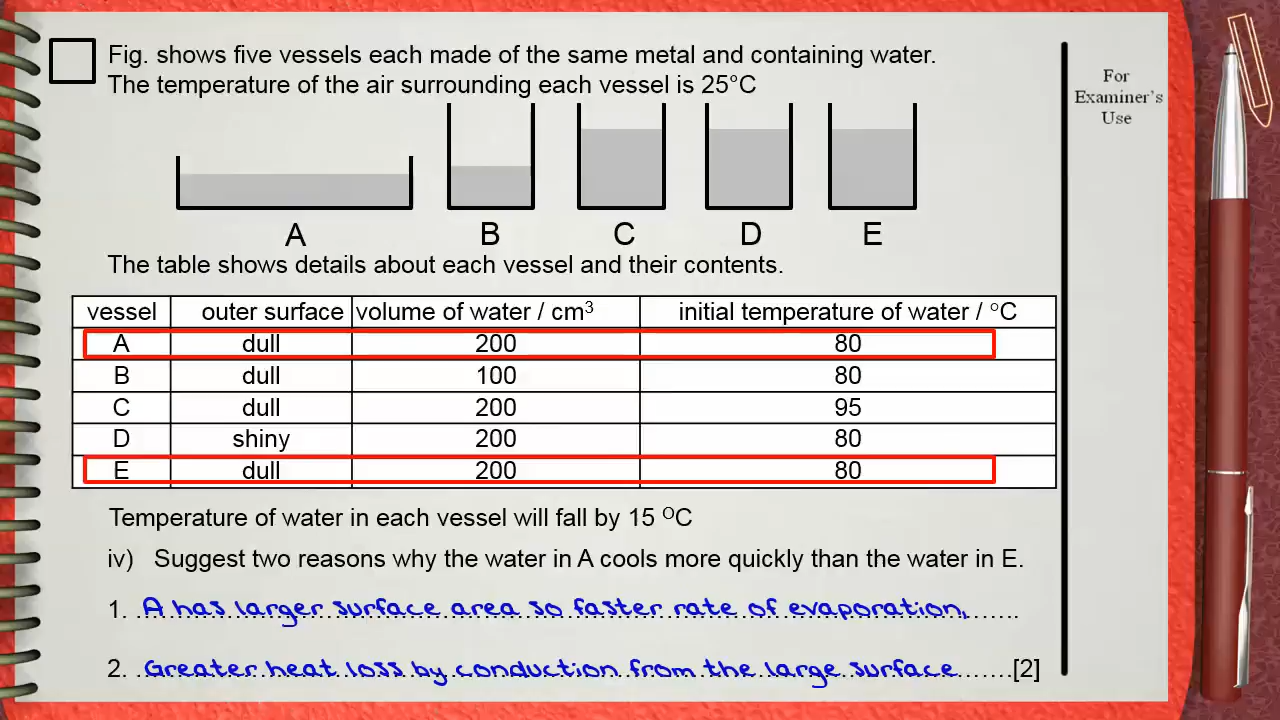 Fig. shows five vessels each made of the same metal and containing water.
The temperature of the air surrounding each vessel is 25°C
For
Examiner's
Use
A B C D E
The table shows details about each vessel and their contents.
vessel outer surface volume of water / cm³ initial temperature of water / °C
A dull 200 80
B dull 100 80
C dull 200 95
D shiny 200 80
E dull 200 80
Temperature of water in each vessel will fall by 15 °C
iv) Suggest two reasons why the water in A cools more quickly than the water in E.
1. A has larger surface area so faster rate of evaporation.
2. Greater heat loss by conduction from the large surface [2]